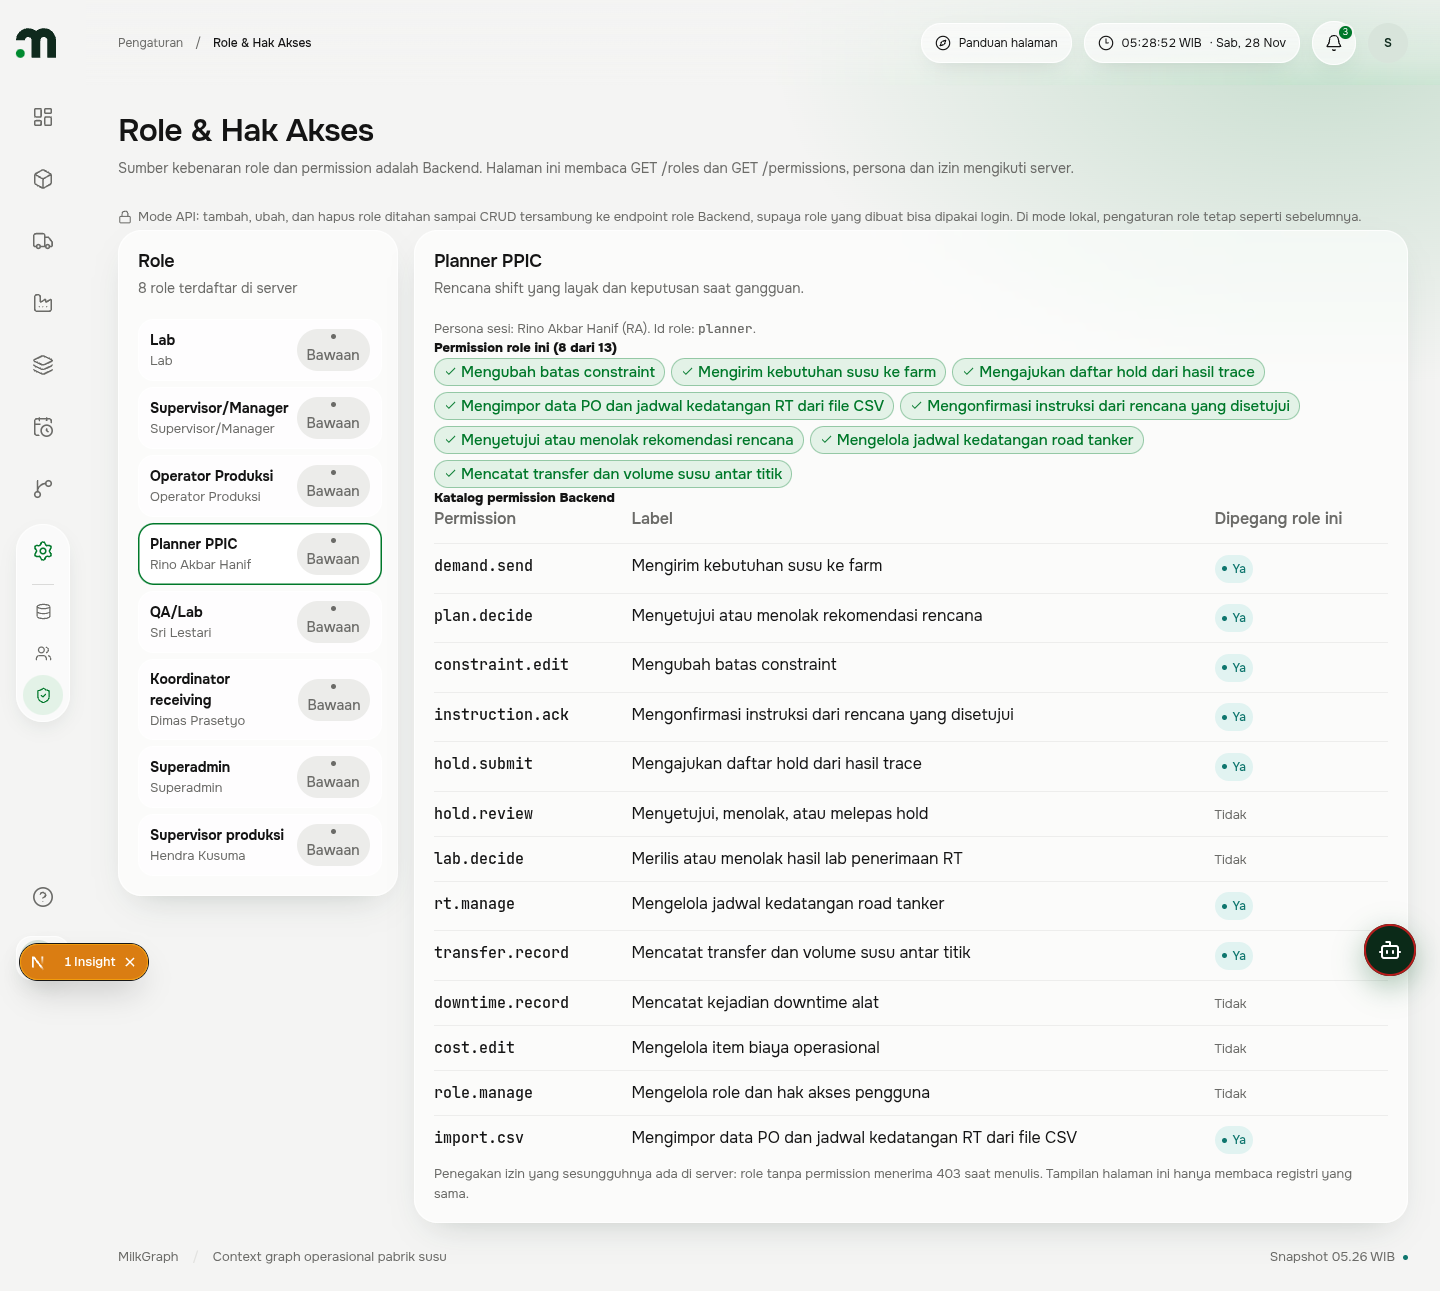 Pengaturan / Role & Hak Akses
Panduan halaman
05:28:52 WIB · Sab, 28 Nov
3
S
Role & Hak Akses
Sumber kebenaran role dan permission adalah Backend. Halaman ini membaca GET /roles dan GET /permissions, persona dan izin mengikuti server.
Mode API: tambah, ubah, dan hapus role ditahan sampai CRUD tersambung ke endpoint role Backend, supaya role yang dibuat bisa dipakai login. Di mode lokal, pengaturan role tetap seperti sebelumnya.
Role
8 role terdaftar di server
Lab
Lab
Bawaan
Supervisor/Manager
Supervisor/Manager
Bawaan
Operator Produksi
Operator Produksi
Bawaan
Planner PPIC
Rino Akbar Hanif
Bawaan
QA/Lab
Sri Lestari
Bawaan
Koordinator
receiving
Dimas Prasetyo
Bawaan
Superadmin
Superadmin
Bawaan
Supervisor produksi
Hendra Kusuma
Bawaan
1 Insight
Planner PPIC
Rencana shift yang layak dan keputusan saat gangguan.
Persona sesi: Rino Akbar Hanif (RA). Id role: planner.
Permission role ini (8 dari 13)
Mengubah batas constraint
Mengirim kebutuhan susu ke farm
Mengajukan daftar hold dari hasil trace
Mengimpor data PO dan jadwal kedatangan RT dari file CSV
Mengonfirmasi instruksi dari rencana yang disetujui
Menyetujui atau menolak rekomendasi rencana
Mengelola jadwal kedatangan road tanker
Mencatat transfer dan volume susu antar titik
Katalog permission Backend
Permission Label Dipegang role ini
demand.send Mengirim kebutuhan susu ke farm Ya
plan.decide Menyetujui atau menolak rekomendasi rencana Ya
constraint.edit Mengubah batas constraint Ya
instruction.ack Mengonfirmasi instruksi dari rencana yang disetujui Ya
hold.submit Mengajukan daftar hold dari hasil trace Ya
hold.review Menyetujui, menolak, atau melepas hold Tidak
lab.decide Merilis atau menolak hasil lab penerimaan RT Tidak
rt.manage Mengelola jadwal kedatangan road tanker Ya
transfer.record Mencatat transfer dan volume susu antar titik Ya
downtime.record Mencatat kejadian downtime alat Tidak
cost.edit Mengelola item biaya operasional Tidak
role.manage Mengelola role dan hak akses pengguna Tidak
import.csv Mengimpor data PO dan jadwal kedatangan RT dari file CSV Ya
Penegakan izin yang sesungguhnya ada di server: role tanpa permission menerima 403 saat menulis. Tampilan halaman ini hanya membaca registri yang
sama.
MilkGraph / Context graph operasional pabrik susu
Snapshot 05.26 WIB